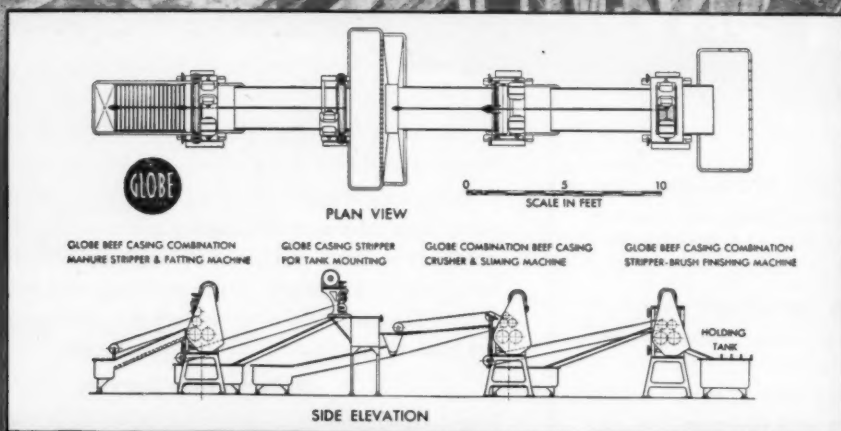 GLOBE
PLAN VIEW
0 5 10
SCALE IN FEET
GLOBE BEEF CASING COMBINATION
MANURE STRIPPER & FATTING MACHINE
GLOBE CASING STRIPPER
FOR TANK MOUNTING
GLOBE COMBINATION BEEF CASING
CRUSHER & SLIMING MACHINE
GLOBE BEEF CASING COMBINATION
STRIPPER-BRUSH FINISHING MACHINE
HOLDING
TANK
SIDE ELEVATION